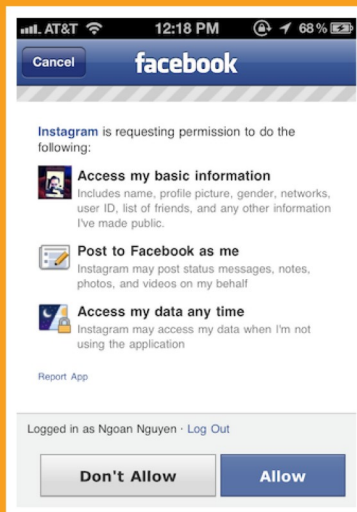 AT&T 12:18 PM 68%
Cancel facebook
Instagram is requesting permission to do the
following:
Access my basic information
Includes name, profile picture, gender, networks,
user ID, list of friends, and any other information
I've made public.
Post to Facebook as me
Instagram may post status messages, notes,
photos, and videos on my behalf
Access my data any time
Instagram may access my data when I'm not
using the application
Report App
Logged in as Ngoan Nguyen · Log Out
Don't Allow Allow